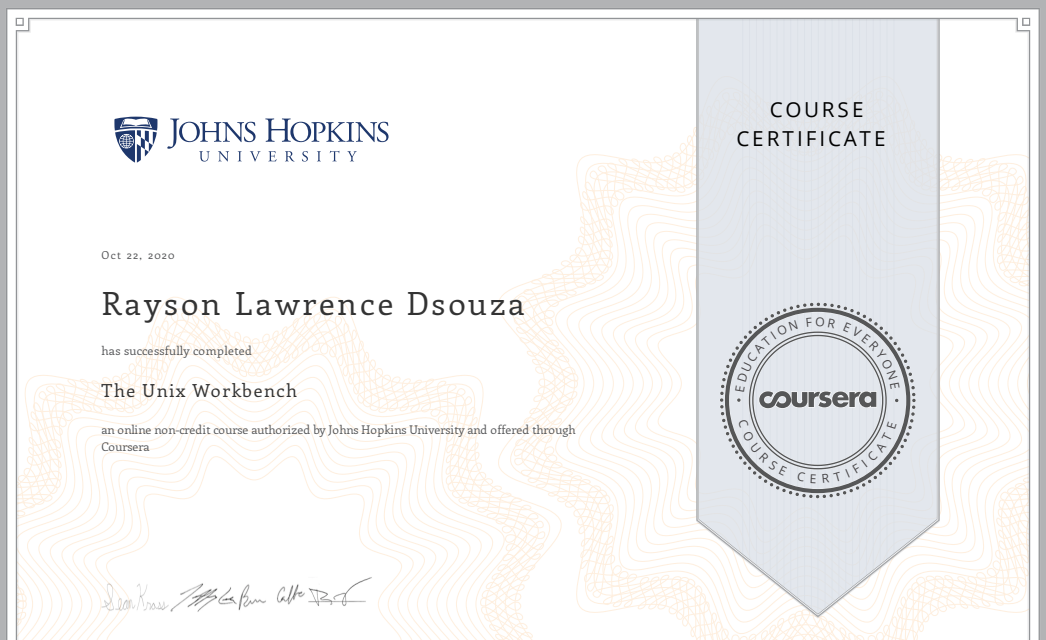 JOHNS HOPKINS
UNIVERSITY
COURSE
CERTIFICATE
Oct 22, 2020
Rayson Lawrence Dsouza
has successfully completed
The Unix Workbench
an online non-credit course authorized by Johns Hopkins University and offered through
Coursera
EDUCATION FOR EVERYONE
coursera
COURSE CERTIFICATE
Sean Kross